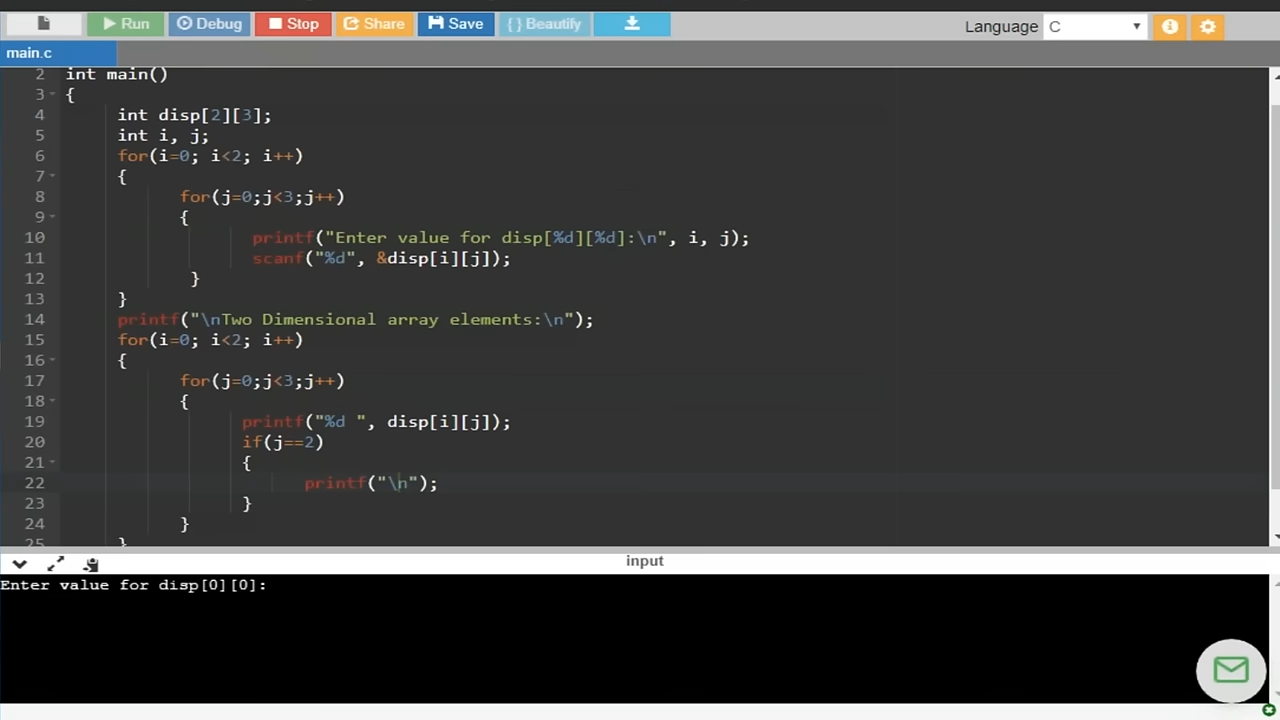 Run Debug Stop Share Save { } Beautify Language C
main.c
2 int main()
3 {
4 int disp[2][3];
5 int i, j;
6 for(i=0; i<2; i++)
7 {
8 for(j=0;j<3;j++)
9 {
10 printf("Enter value for disp[%d][%d]:\n", i, j);
11 scanf("%d", &disp[i][j]);
12 }
13 }
14 printf("\nTwo Dimensional array elements:\n");
15 for(i=0; i<2; i++)
16 {
17 for(j=0;j<3;j++)
18 {
19 printf("%d ", disp[i][j]);
20 if(j==2)
21 {
22 printf("\n");
23 }
24 }
25 }
input
Enter value for disp[0][0]: